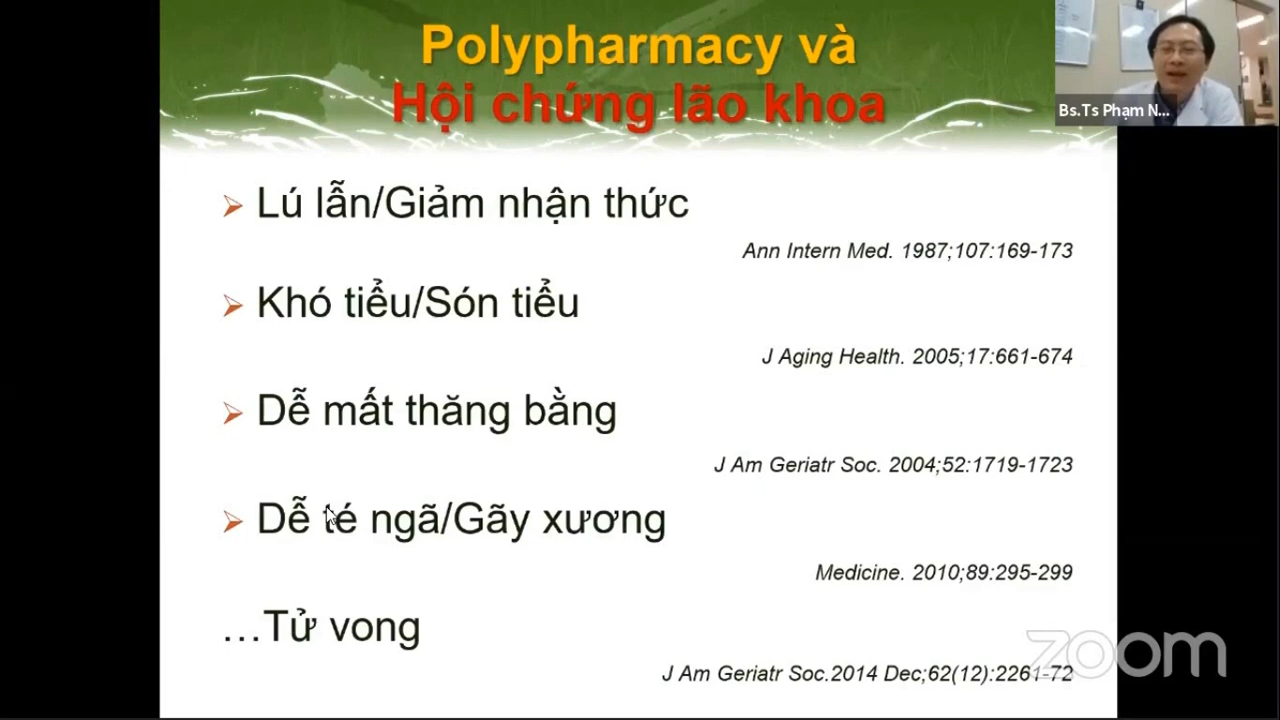 Polypharmacy và
Hội chứng lão khoa
Bs.Ts Phạm N...
➢ Lú lẫn/Giảm nhận thức
Ann Intern Med. 1987;107:169-173
➢ Khó tiểu/Són tiểu
J Aging Health. 2005;17:661-674
➢ Dễ mất thăng bằng
J Am Geriatr Soc. 2004;52:1719-1723
➢ Dễ té ngã/Gãy xương
Medicine. 2010;89:295-299
…Tử vong
J Am Geriatr Soc.2014 Dec;62(12):2261-72
zoom